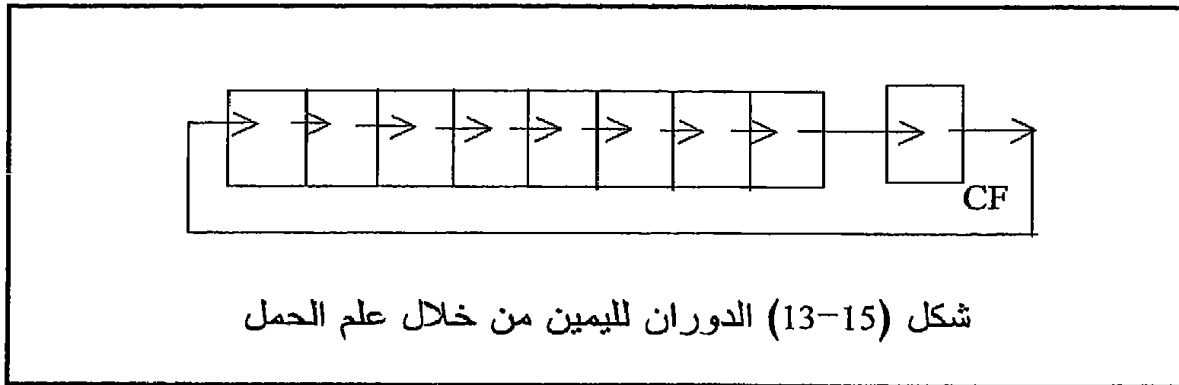 CF
شكل (13-15) الدوران لليمين من خلال علم الحمل